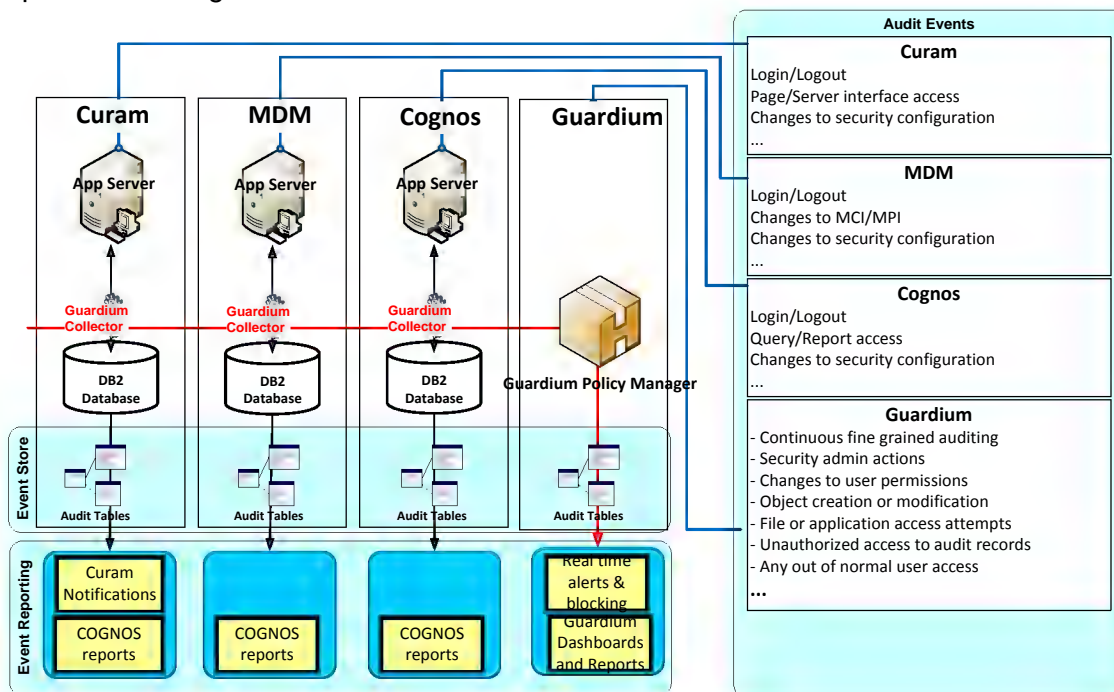 Audit Events
Curam
Login/Logout
Page/Server interface access
Changes to security configuration
...
MDM
Login/Logout
Changes to MCI/MPI
Changes to security configuration
...
Cognos
Login/Logout
Query/Report access
Changes to security configuration
...
Guardium
- Continuous fine grained auditing
- Security admin actions
- Changes to user permissions
- Object creation or modification
- File or application access attempts
- Unauthorized access to audit records
- Any out of normal user access
...
Curam
MDM
Cognos
Guardium
App Server
App Server
App Server
Guardium
Collector
Guardium
Collector
Guardium
Collector
Guardium Policy Manager
DB2
Database
DB2
Database
DB2
Database
Event Store
Audit Tables
Audit Tables
Audit Tables
Audit Tables
Event Reporting
Curam
Notifications
COGNOS
reports
COGNOS
reports
COGNOS
reports
Real time
alerts &
blocking
Guardium
Dashboards
and Reports